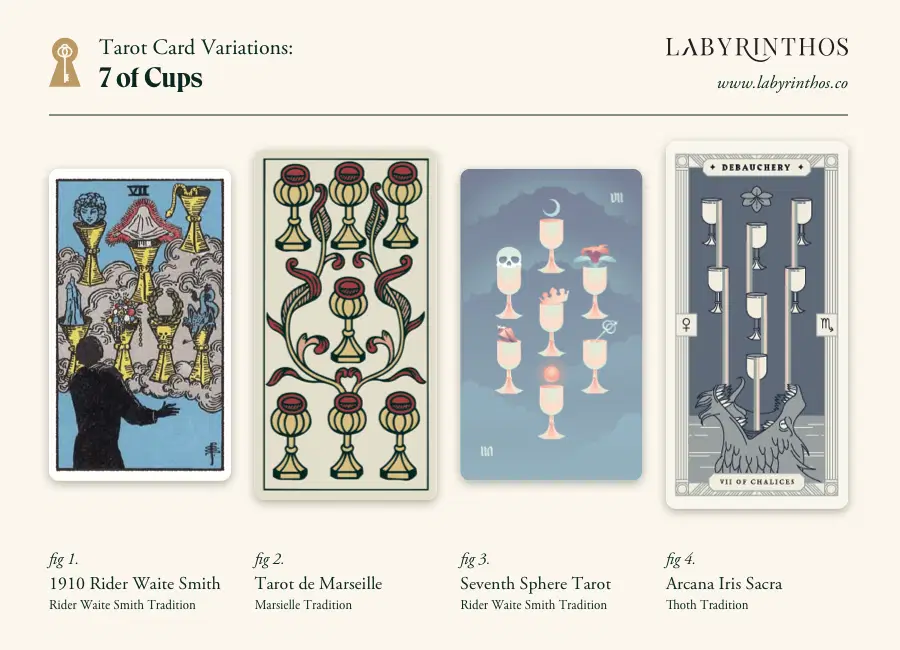 Tarot Card Variations:
7 of Cups
LABYRINTHOS
www.labyrinthos.co
VII
VII
VII
DEBAUCHERY
VII OF CHALICES
fig 1.
1910 Rider Waite Smith
Rider Waite Smith Tradition
fig 2.
Tarot de Marseille
Marsielle Tradition
fig 3.
Seventh Sphere Tarot
Rider Waite Smith Tradition
fig 4.
Arcana Iris Sacra
Thoth Tradition